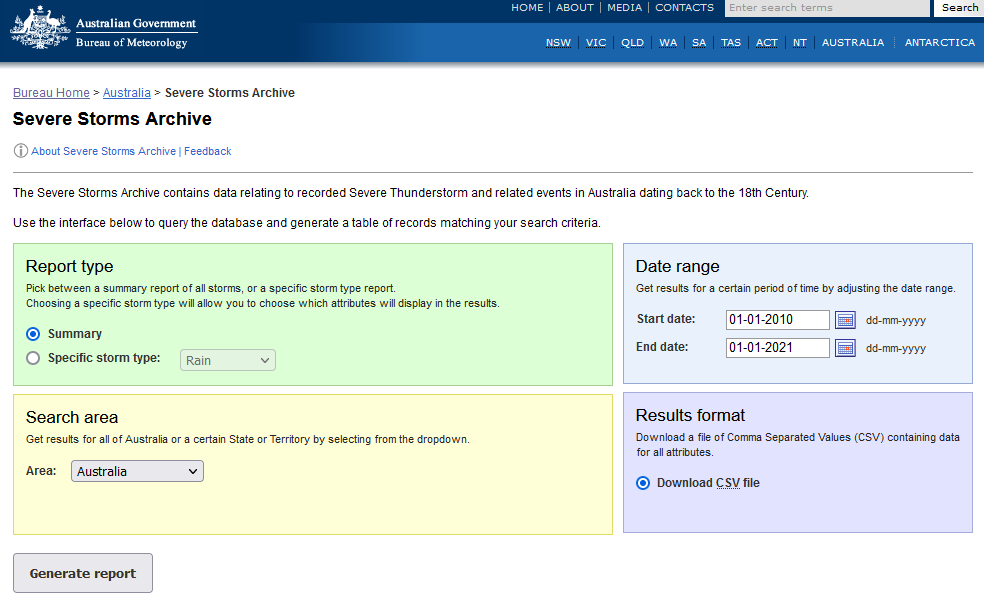 HOME | ABOUT | MEDIA | CONTACTS Enter search terms Search
Australian Government
Bureau of Meteorology
NSW | VIC | QLD | WA | SA | TAS | ACT | NT | AUSTRALIA | ANTARCTICA
Bureau Home > Australia > Severe Storms Archive
Severe Storms Archive
About Severe Storms Archive | Feedback
The Severe Storms Archive contains data relating to recorded Severe Thunderstorm and related events in Australia dating back to the 18th Century.
Use the interface below to query the database and generate a table of records matching your search criteria.
Report type
Pick between a summary report of all storms, or a specific storm type report.
Choosing a specific storm type will allow you to choose which attributes will display in the results.
Summary
Specific storm type: Rain
Date range
Get results for a certain period of time by adjusting the date range.
Start date: 01-01-2010 dd-mm-yyyy
End date: 01-01-2021 dd-mm-yyyy
Search area
Get results for all of Australia or a certain State or Territory by selecting from the dropdown.
Area: Australia
Results format
Download a file of Comma Separated Values (CSV) containing data
for all attributes.
Download CSV file
Generate report